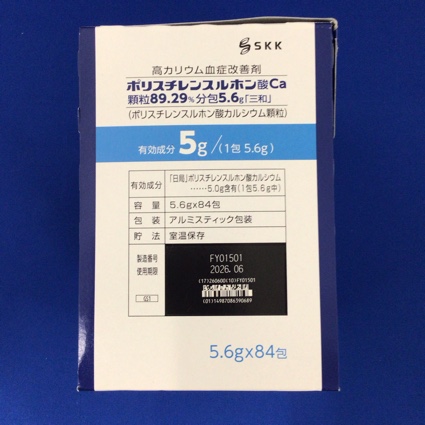 SKK
高カリウム血症改善剤
ポリスチレンスルホン酸Ca
顆粒89.29%分包5.6g「三和」
(ポリスチレンスルホン酸カルシウム顆粒)
有効成分 5g/(1包 5.6g)
有効成分 「日局」ポリスチレンスルホン酸カルシウム
……5.0g含有(1包5.6g中)
容 量 5.6g×84包
包 装 アルミスティック包装
貯 法 室温保存
製造番号 FY01501
使用期限 2026.06
(17)260600(10)FY01501
GS1
(01)14987086390689
5.6g×84包